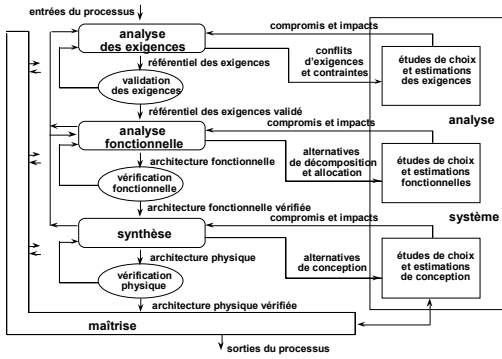 entrées du processus
compromis et impacts
analyse
des exigences
conflits
d'exigences
et contraintes
études de choix
et estimations
des exigences
référentiel des exigences
validation
des exigences
référentiel des exigences validé
analyse
compromis et impacts
analyse
fonctionnelle
alternatives
de décomposition
et allocation
études de choix
et estimations
fonctionnelles
architecture fonctionnelle
vérification
fonctionnelle
architecture fonctionnelle vérifiée
système
compromis et impacts
synthèse
alternatives
de conception
études de choix
et estimations
de conception
architecture physique
vérification
physique
architecture physique vérifiée
maîtrise
sorties du processus